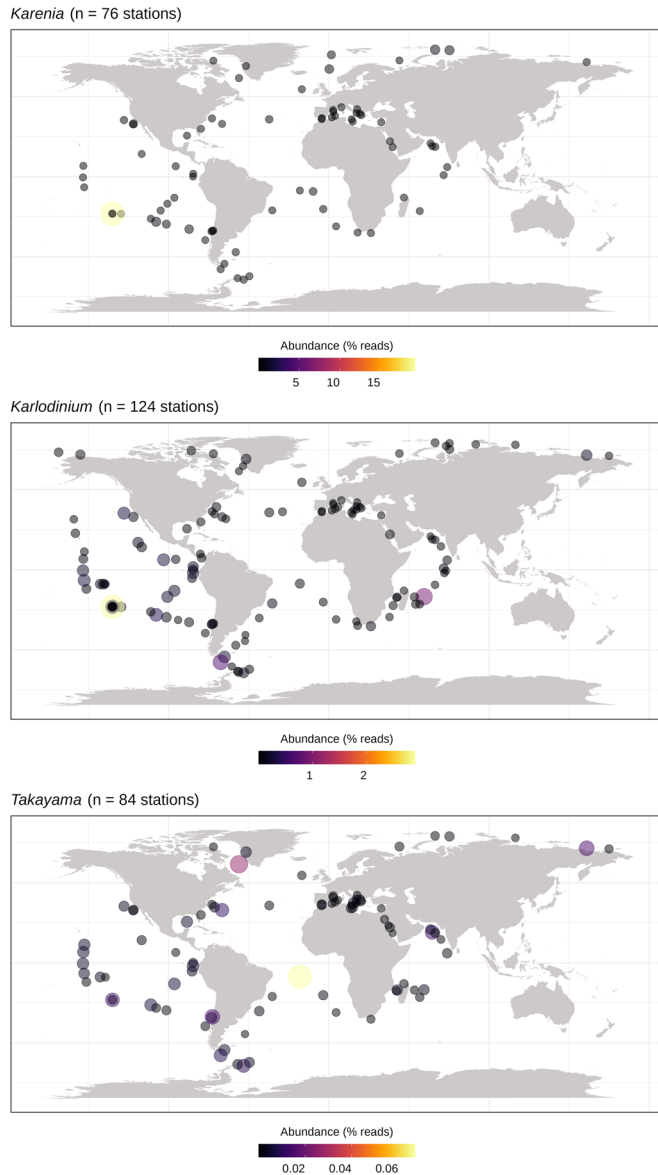 Karenia (n = 76 stations)
Abundance (% reads)
5 10 15
Karlodinium (n = 124 stations)
Abundance (% reads)
1 2
Takayama (n = 84 stations)
Abundance (% reads)
0.02 0.04 0.06